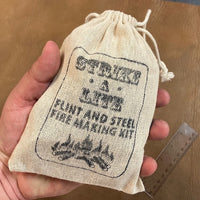 STRIKE
A
LITE
FLINT AND STEEL
FIRE MAKING KIT